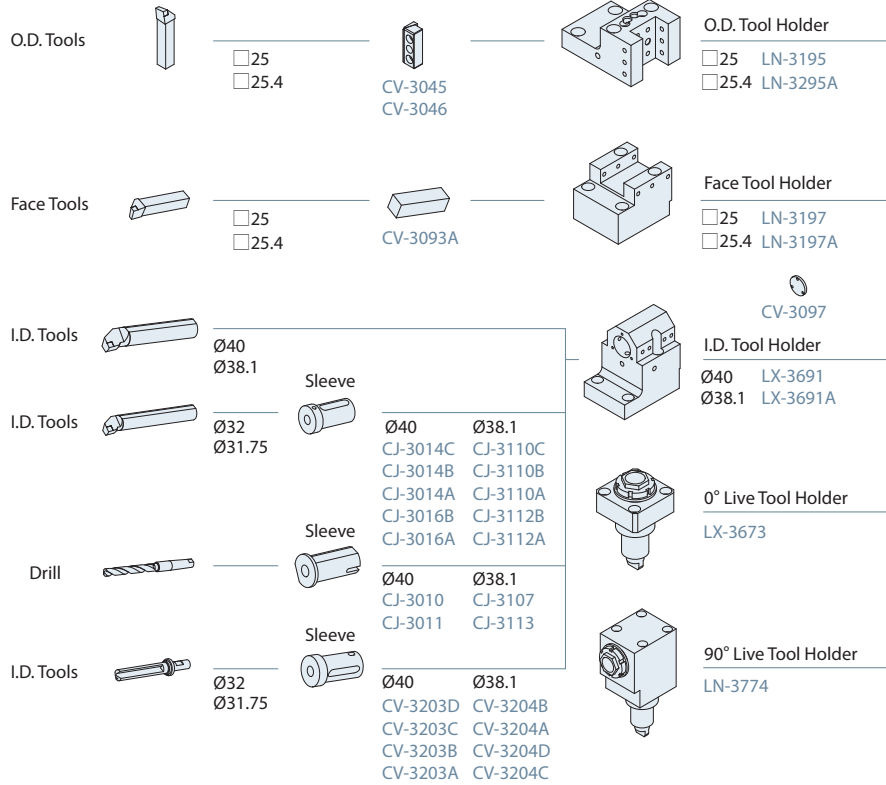 O.D. Tools
□25
□25.4
CV-3045
CV-3046
O.D. Tool Holder
□25 LN-3195
□25.4 LN-3295A
Face Tools
□25
□25.4
CV-3093A
Face Tool Holder
□25 LN-3197
□25.4 LN-3197A
CV-3097
I.D. Tools
Ø40
Ø38.1
I.D. Tool Holder
Ø40 LX-3691
Ø38.1 LX-3691A
I.D. Tools
Ø32
Ø31.75
Sleeve
Ø40 Ø38.1
CJ-3014C CJ-3110C
CJ-3014B CJ-3110B
CJ-3014A CJ-3110A
CJ-3016B CJ-3112B
CJ-3016A CJ-3112A
0° Live Tool Holder
LX-3673
Drill
Sleeve
Ø40 Ø38.1
CJ-3010 CJ-3107
CJ-3011 CJ-3113
I.D. Tools
Ø32
Ø31.75
Sleeve
Ø40 Ø38.1
CV-3203D CV-3204B
CV-3203C CV-3204A
CV-3203B CV-3204D
CV-3203A CV-3204C
90° Live Tool Holder
LN-3774